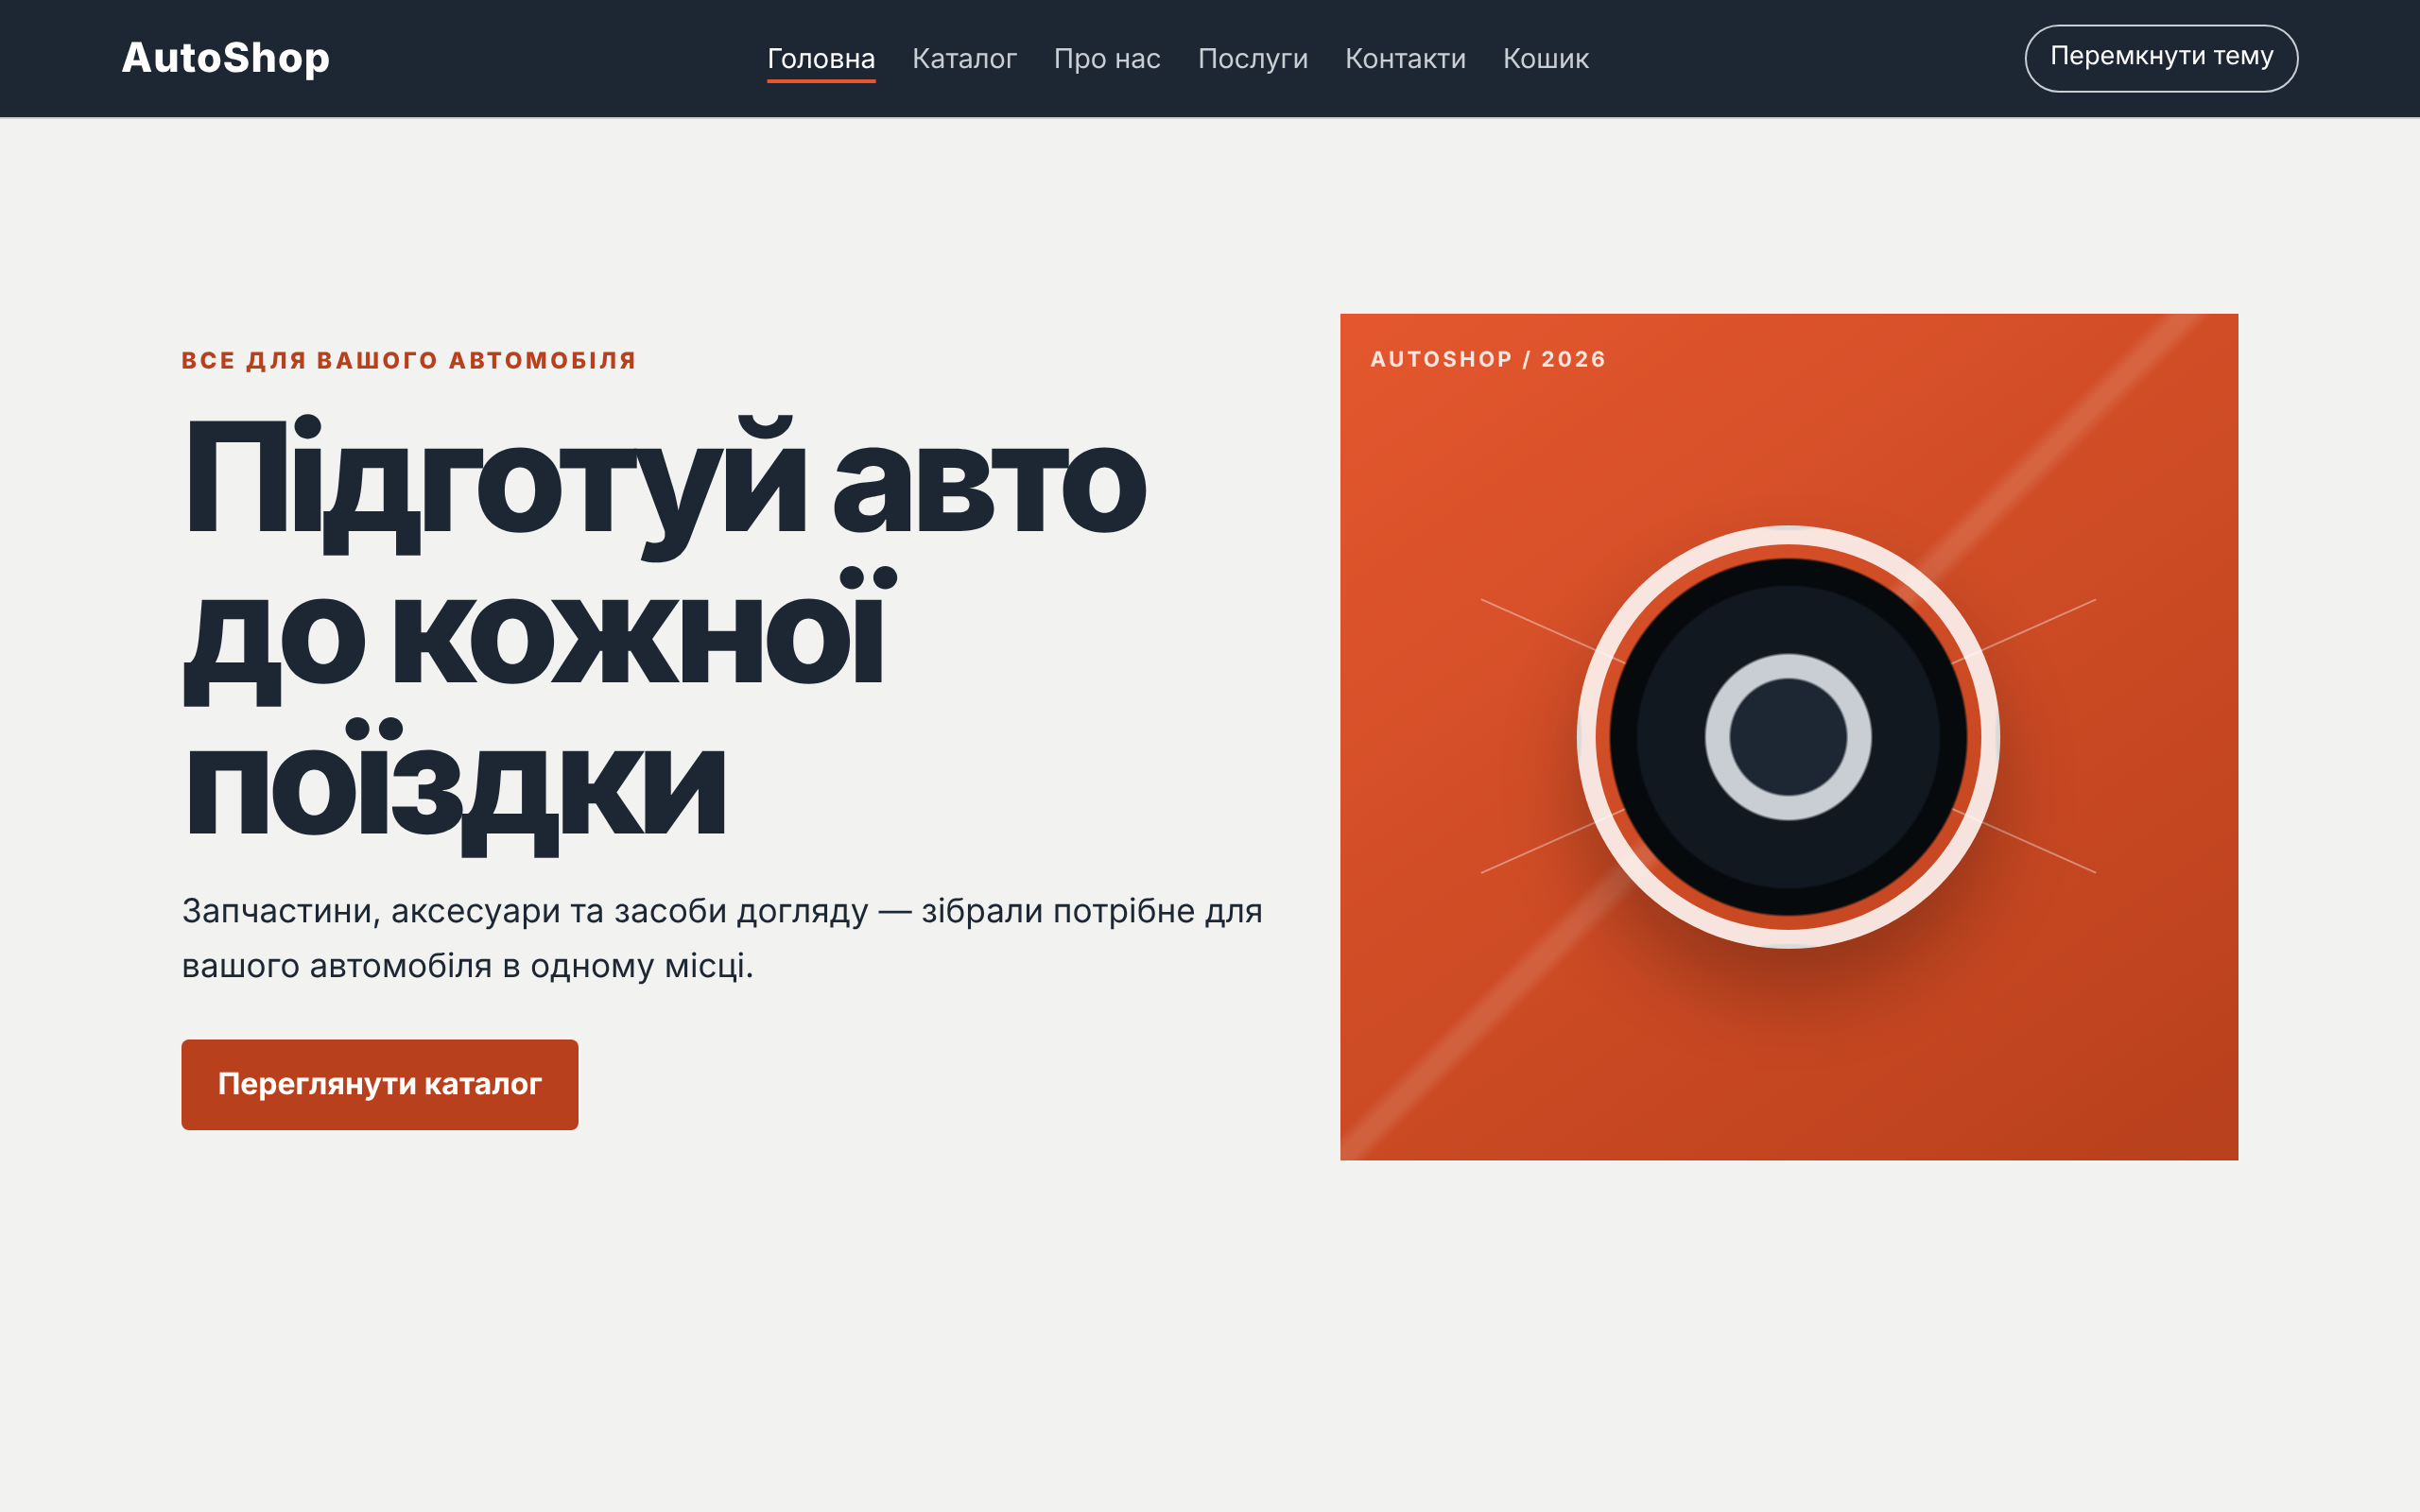 AutoShop
Головна Каталог Про нас Послуги Контакти Кошик
Перемкнути тему
ВСЕ ДЛЯ ВАШОГО АВТОМОБІЛЯ
Підготуй авто
до кожної
поїздки
Запчастини, аксесуари та засоби догляду — зібрали потрібне для
вашого автомобіля в одному місці.
Переглянути каталог
AUTOSHOP / 2026